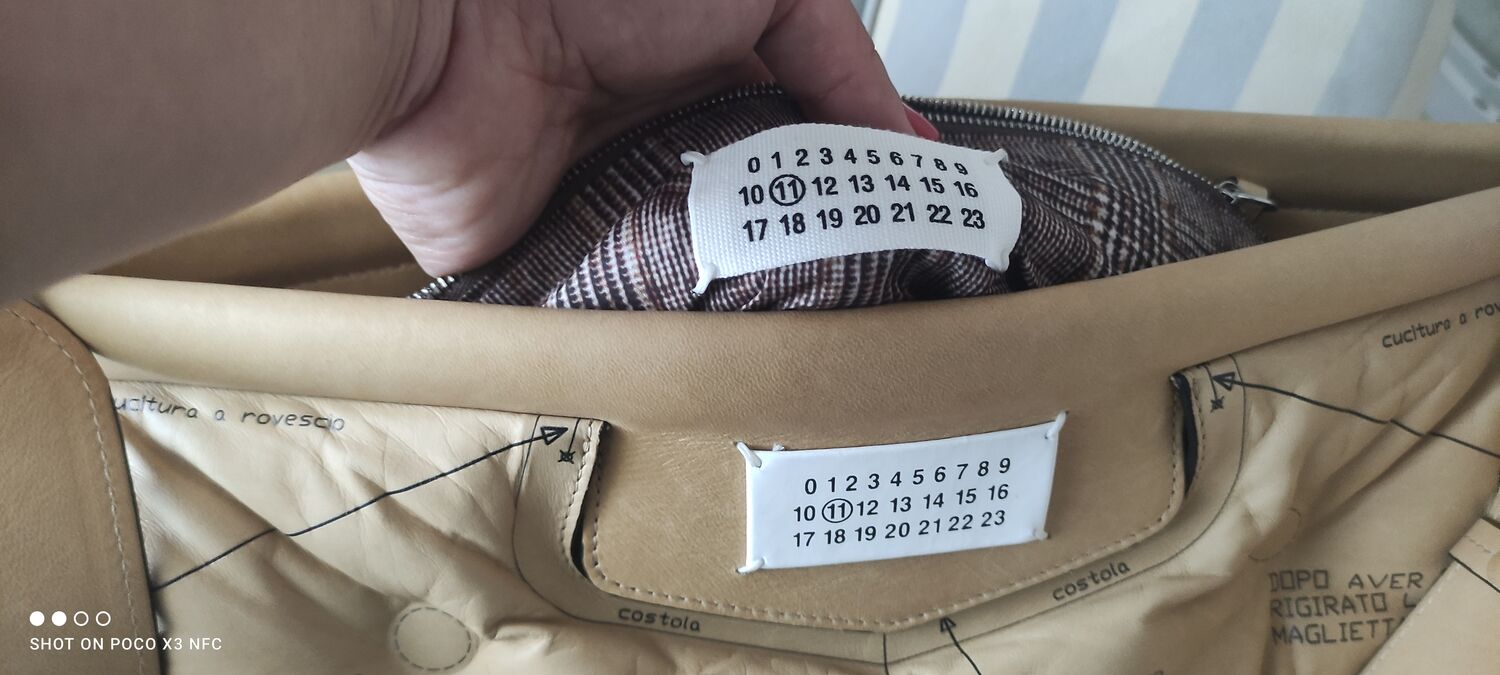 0 1 2 3 4 5 6 7 8 9
10 11 12 13 14 15 16
17 18 19 20 21 22 23
cucitura a
ucitura a rovescio
0 1 2 3 4 5 6 7 8 9
10 11 12 13 14 15 16
17 18 19 20 21 22 23
costola
costola
DOPO AVER
RIGIRATO
SHOT ON POCO X3 NFC